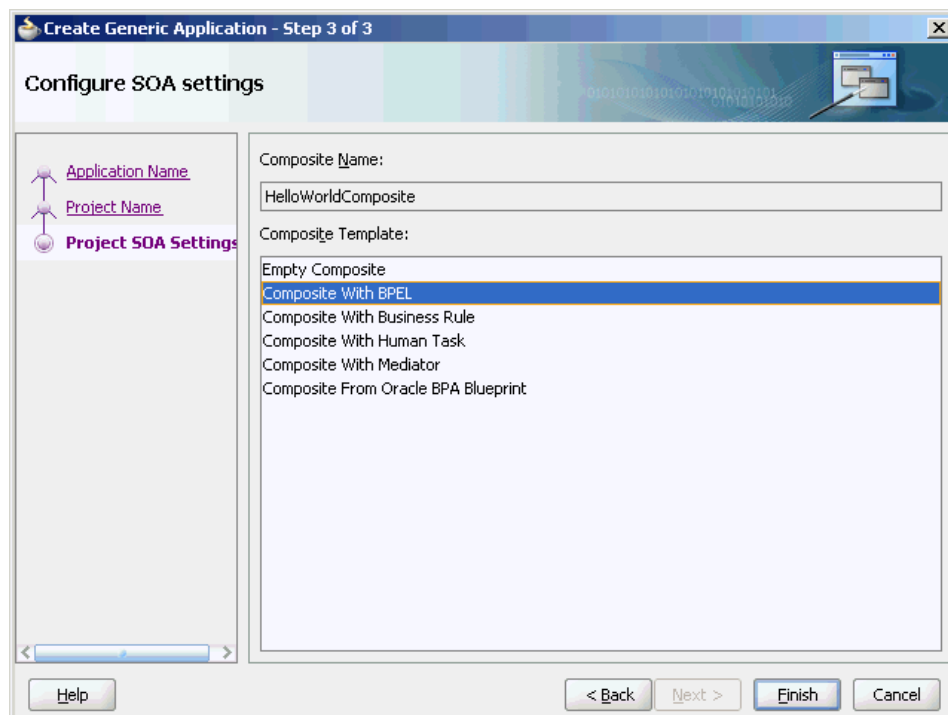 Create Generic Application - Step 3 of 3
Configure SOA settings
Application Name
Project Name
Project SOA Settings
Composite Name:
HelloWorldComposite
Composite Template:
Empty Composite
Composite With BPEL
Composite With Business Rule
Composite With Human Task
Composite With Mediator
Composite From Oracle BPA Blueprint
Help
< Back
Next >
Finish
Cancel